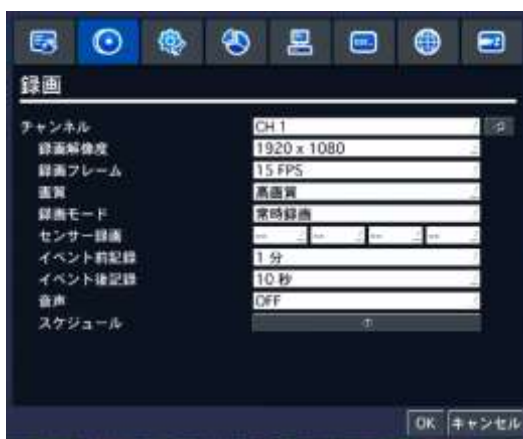 録画
チャンネル CH 1
録画解像度 1920 x 1080
録画フレーム 15 FPS
画質 高画質
録画モード 常時録画
センサー録画 -- -- -- --
イベント前記録 1 分
イベント後記録 10 秒
音声 OFF
スケジュール
OK キャンセル